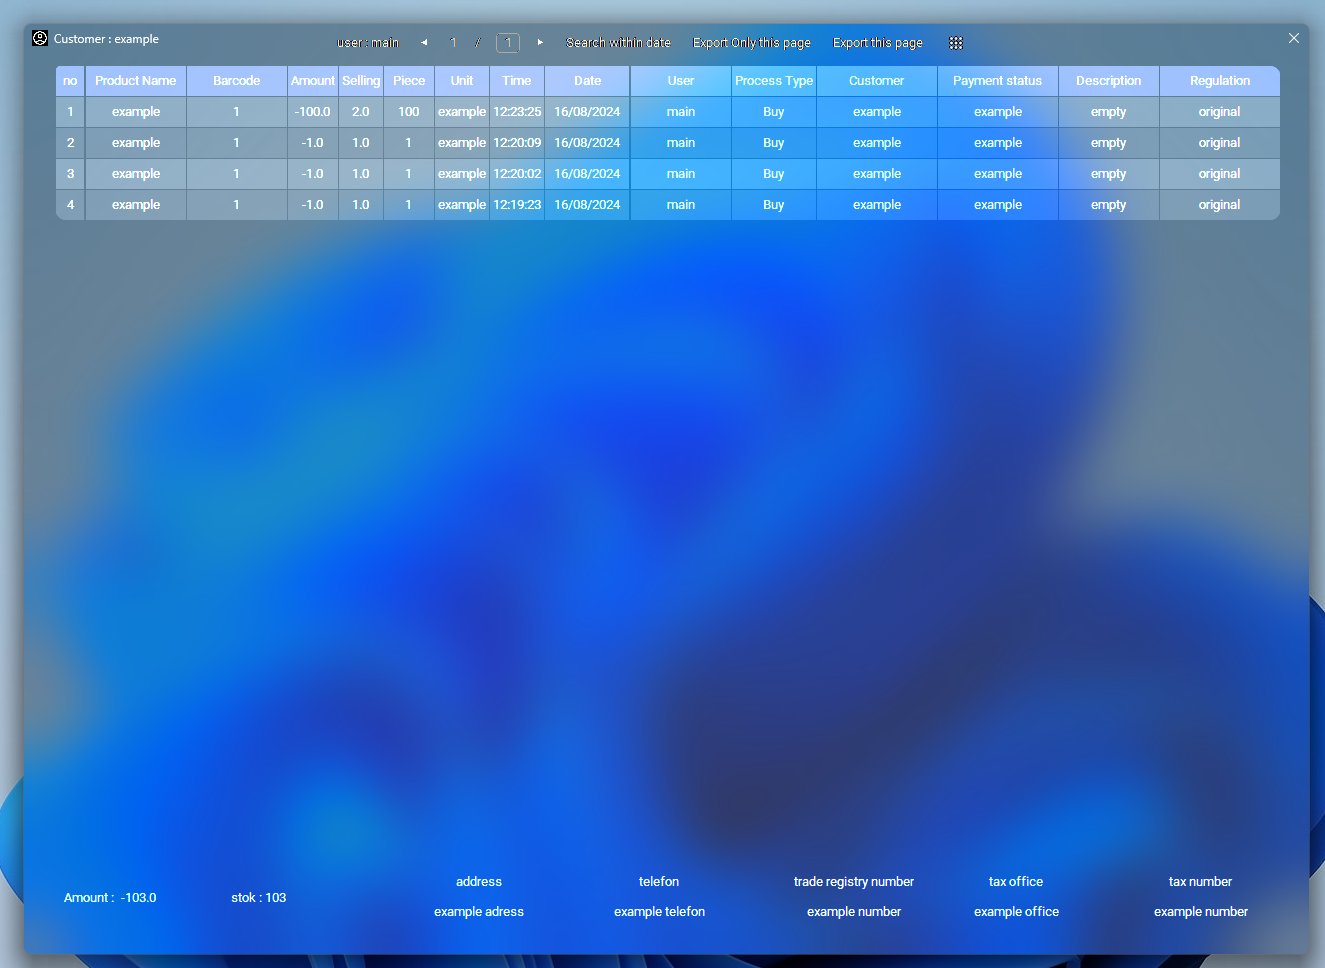 Customer : example
user : main ◄ 1 / 1 ► Search within date Export Only this page Export this page
no Product Name Barcode Amount Selling Piece Unit Time Date User Process Type Customer Payment status Description Regulation
1 example 1 -100.0 2.0 100 example 12:23:25 16/08/2024 main Buy example example empty original
2 example 1 -1.0 1.0 1 example 12:20:09 16/08/2024 main Buy example example empty original
3 example 1 -1.0 1.0 1 example 12:20:02 16/08/2024 main Buy example example empty original
4 example 1 -1.0 1.0 1 example 12:19:23 16/08/2024 main Buy example example empty original
address telefon trade registry number tax office tax number
Amount : -103.0 stok : 103
example adress example telefon example number example office example number